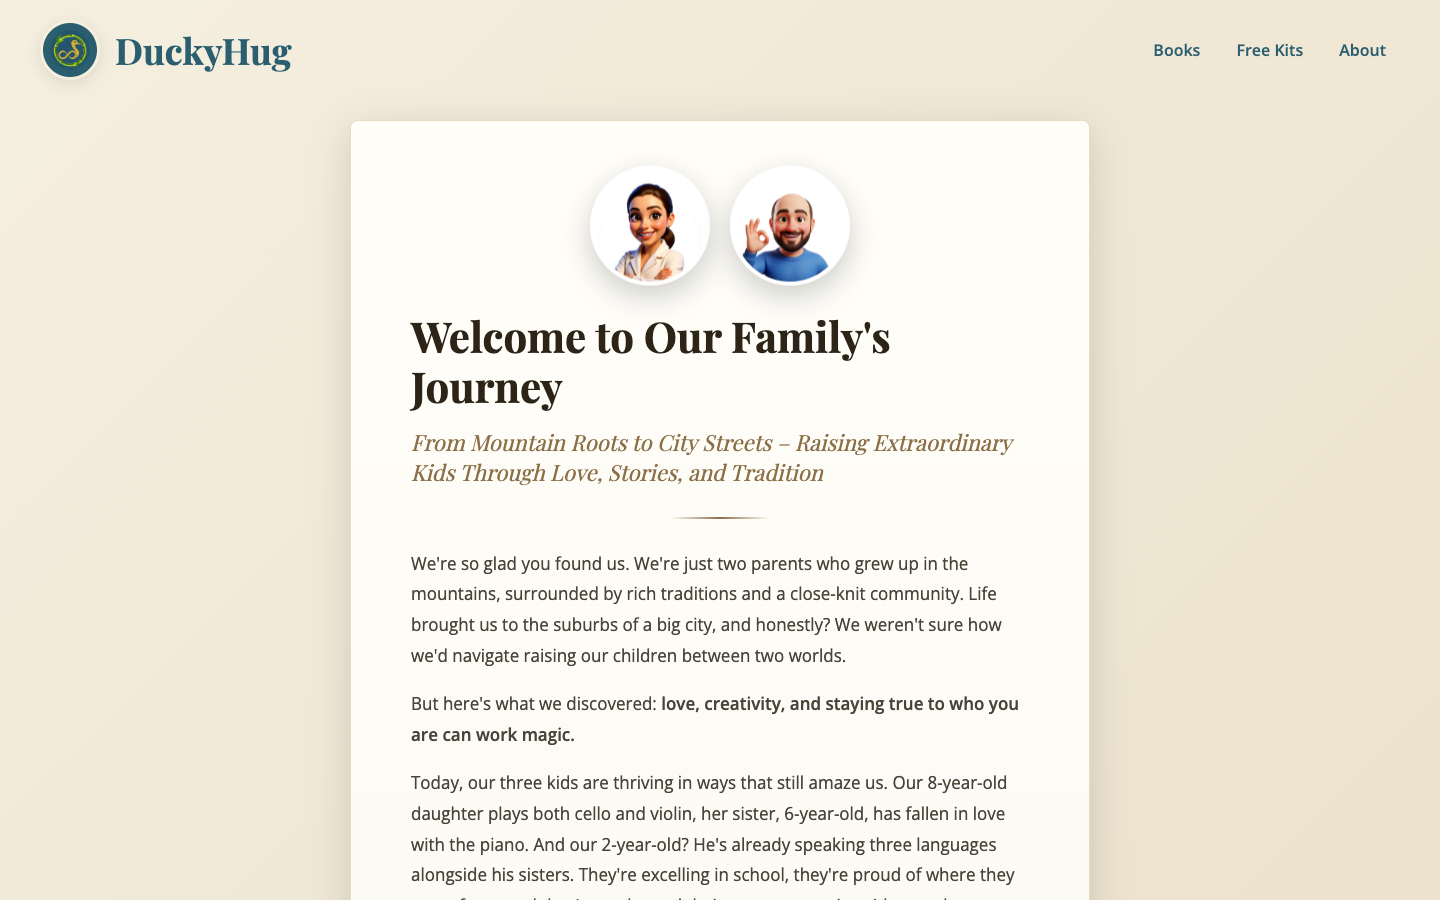 DuckyHug
Books
Free Kits
About
Welcome to Our Family's
Journey
From Mountain Roots to City Streets – Raising Extraordinary
Kids Through Love, Stories, and Tradition
We're so glad you found us. We're just two parents who grew up in the
mountains, surrounded by rich traditions and a close-knit community. Life
brought us to the suburbs of a big city, and honestly? We weren't sure how
we'd navigate raising our children between two worlds.
But here's what we discovered: love, creativity, and staying true to who you
are can work magic.
Today, our three kids are thriving in ways that still amaze us. Our 8-year-old
daughter plays both cello and violin, her sister, 6-year-old, has fallen in love
with the piano. And our 2-year-old? He's already speaking three languages
alongside his sisters. They're excelling in school, they're proud of where they